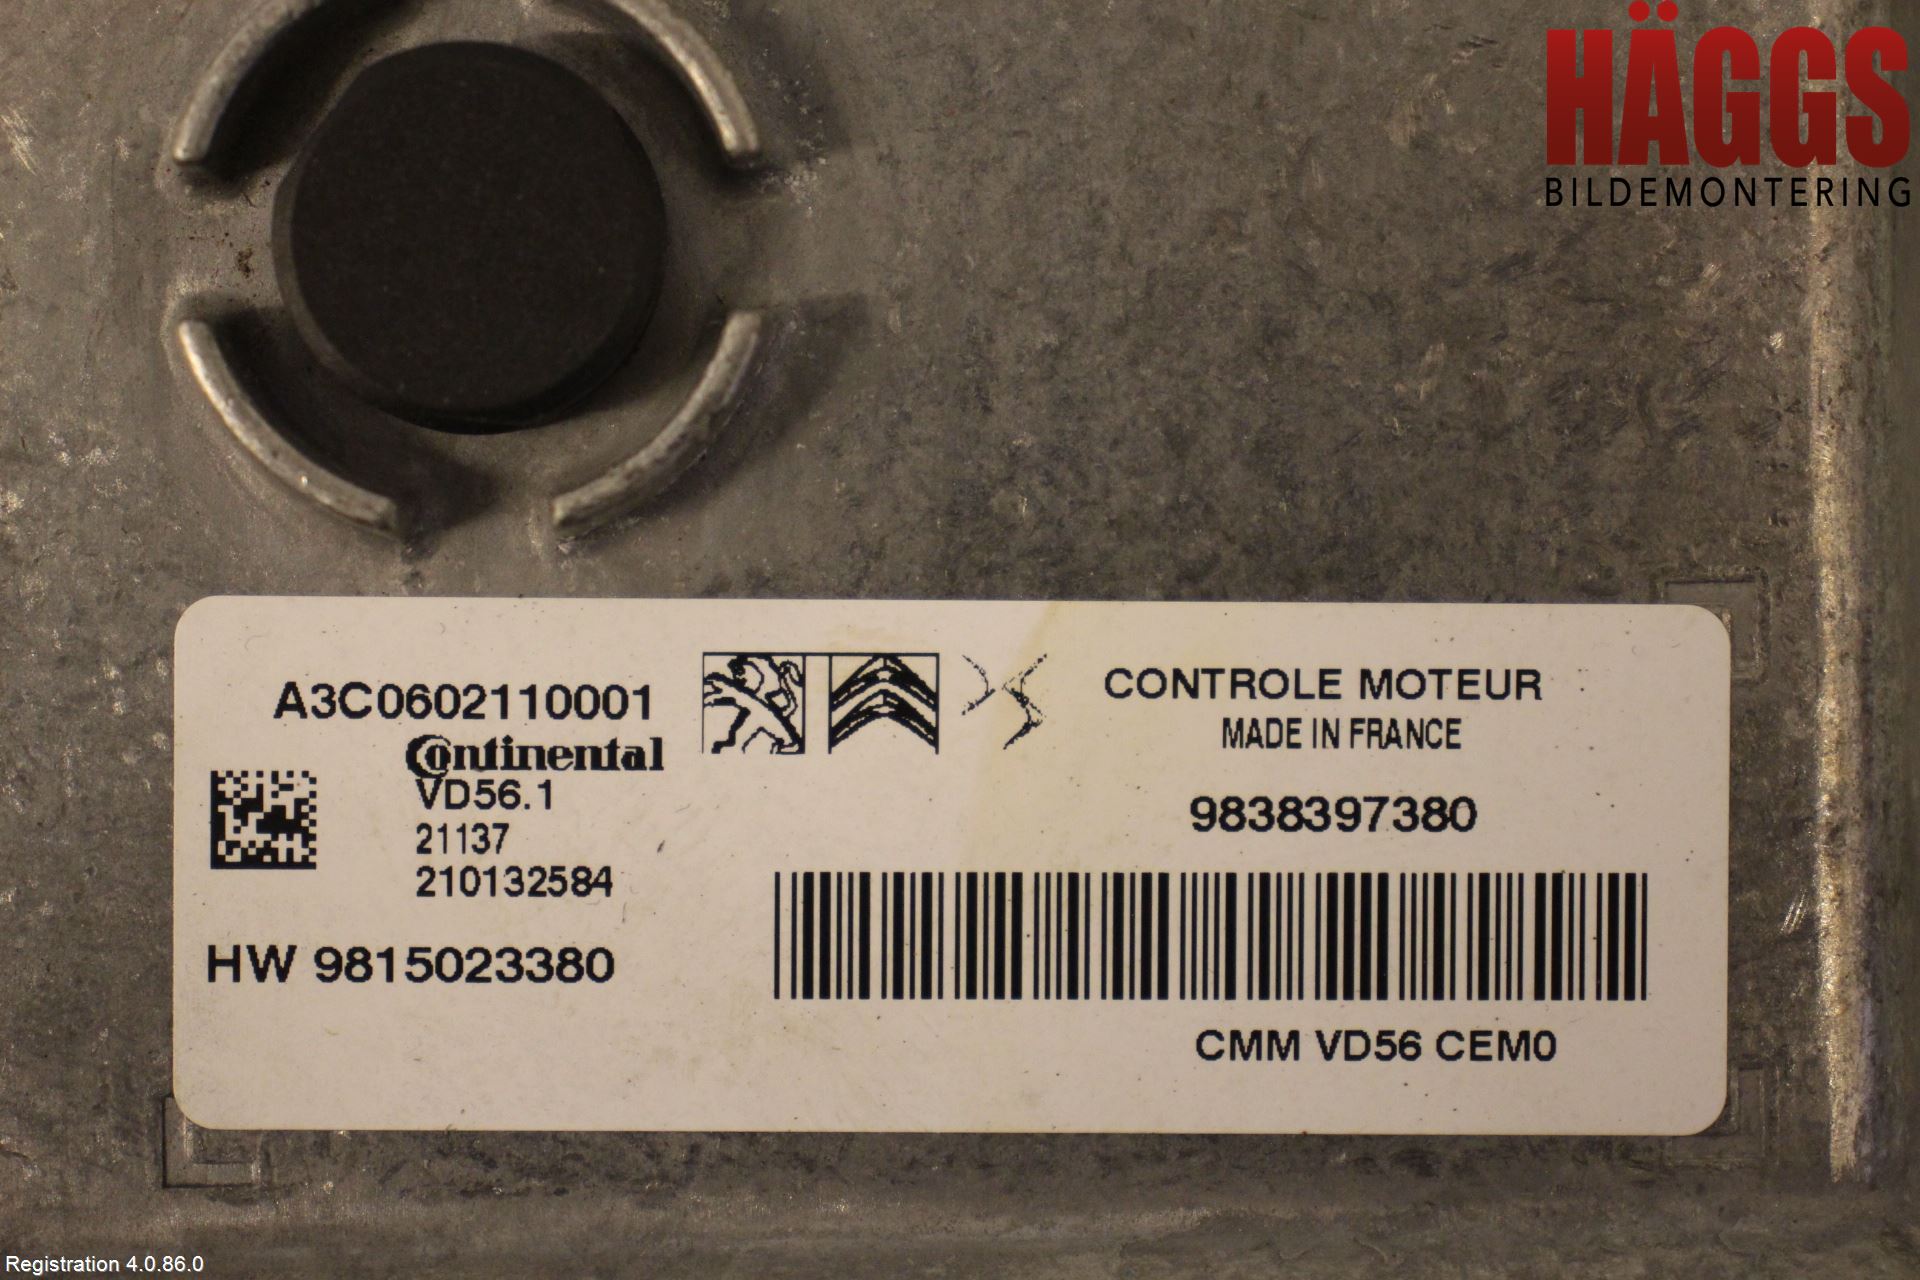 HÄGGS
BILDEMONTERING
A3C0602110001
Continental
VD56.1
21137
210132584
HW 9815023380
CONTROLE MOTEUR
MADE IN FRANCE
9838397380
CMM VD56 CEM0
Registration 4.0.86.0